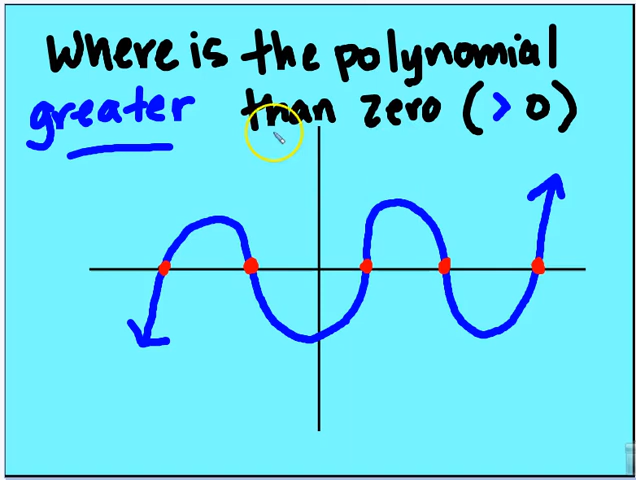 Where is the polynomial
greater than zero (> 0)